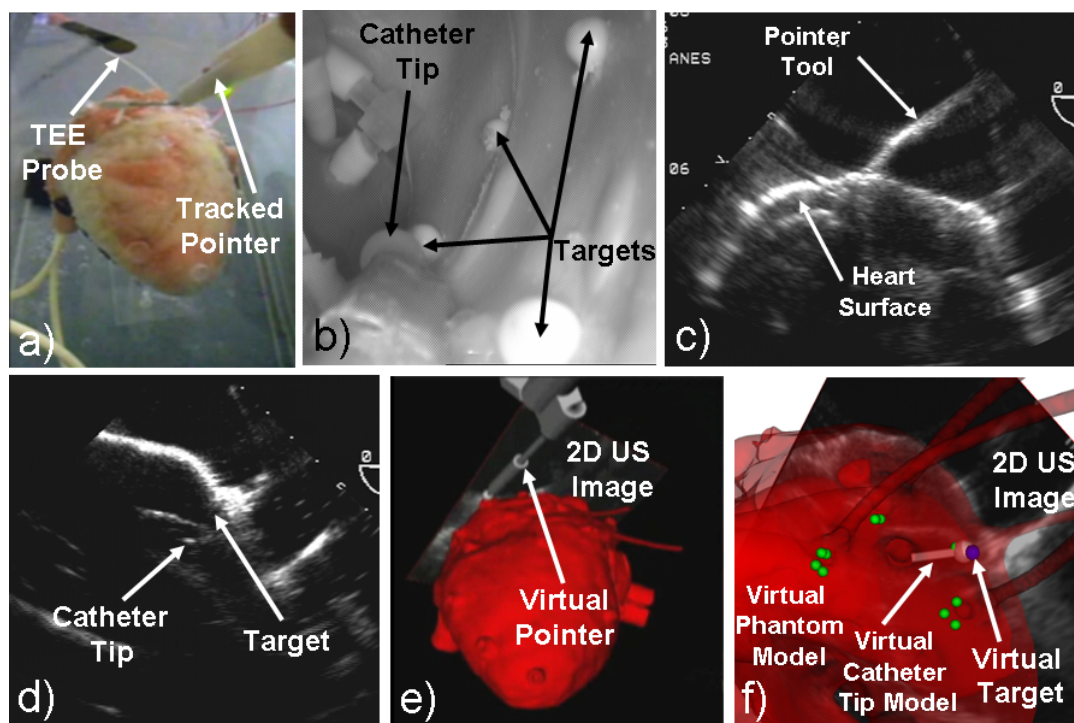 TEE
Probe
Tracked
Pointer
a)
Catheter
Tip
Targets
b)
ANES
06
Pointer
Tool
0
V
Heart
Surface
c)
0
Catheter
Tip
Target
d)
2D US
Image
Virtual
Pointer
e)
2D US
Image
Virtual
Phantom
Model
Virtual
Catheter
Tip Model
Virtual
Target
f)